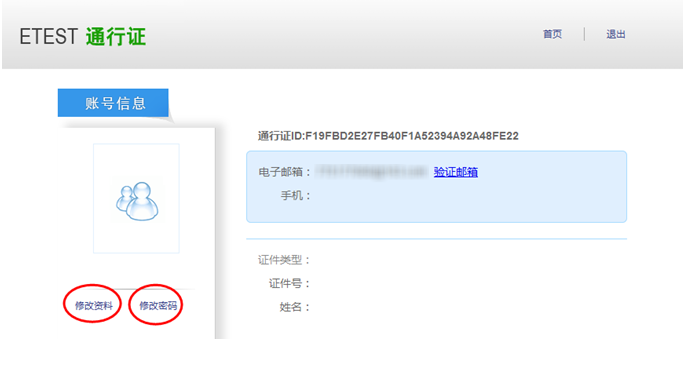 ETEST 通行证
首页 退出
账号信息
通行证ID:F19FBD2E27FB40F1A52394A92A48FE22
电子邮箱： 验证邮箱
手机：
证件类型：
证件号：
姓名：
修改资料 修改密码